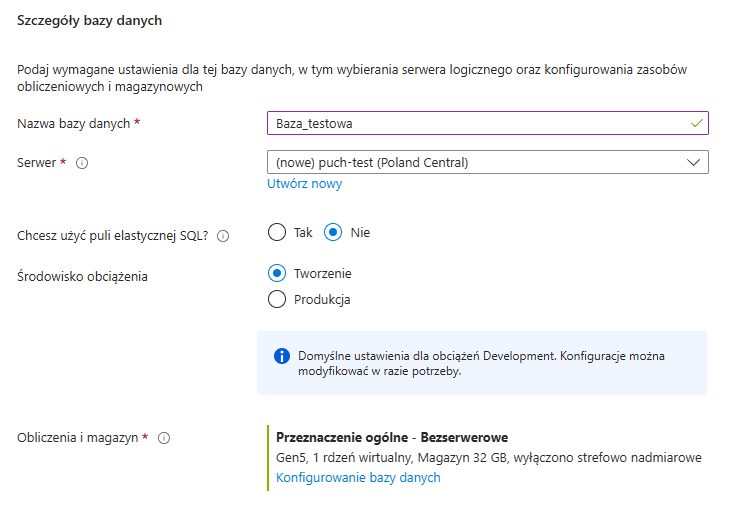 Szczegóły bazy danych
Podaj wymagane ustawienia dla tej bazy danych, w tym wybierania serwera logicznego oraz konfigurowania zasobów
obliczeniowych i magazynowych
Nazwa bazy danych *
Baza_testowa
Serwer *
(nowe) puch-test (Poland Central)
Utwórz nowy
Chcesz użyć puli elastycznej SQL?
Tak
Nie
Środowisko obciążenia
Tworzenie
Produkcja
Domyślne ustawienia dla obciążeń Development. Konfiguracje można
modyfikować w razie potrzeby.
Obliczenia i magazyn *
Przeznaczenie ogólne - Bezserwerowe
Gen5, 1 rdzeń wirtualny, Magazyn 32 GB, wyłączono strefowo nadmiarowe
Konfigurowanie bazy danych